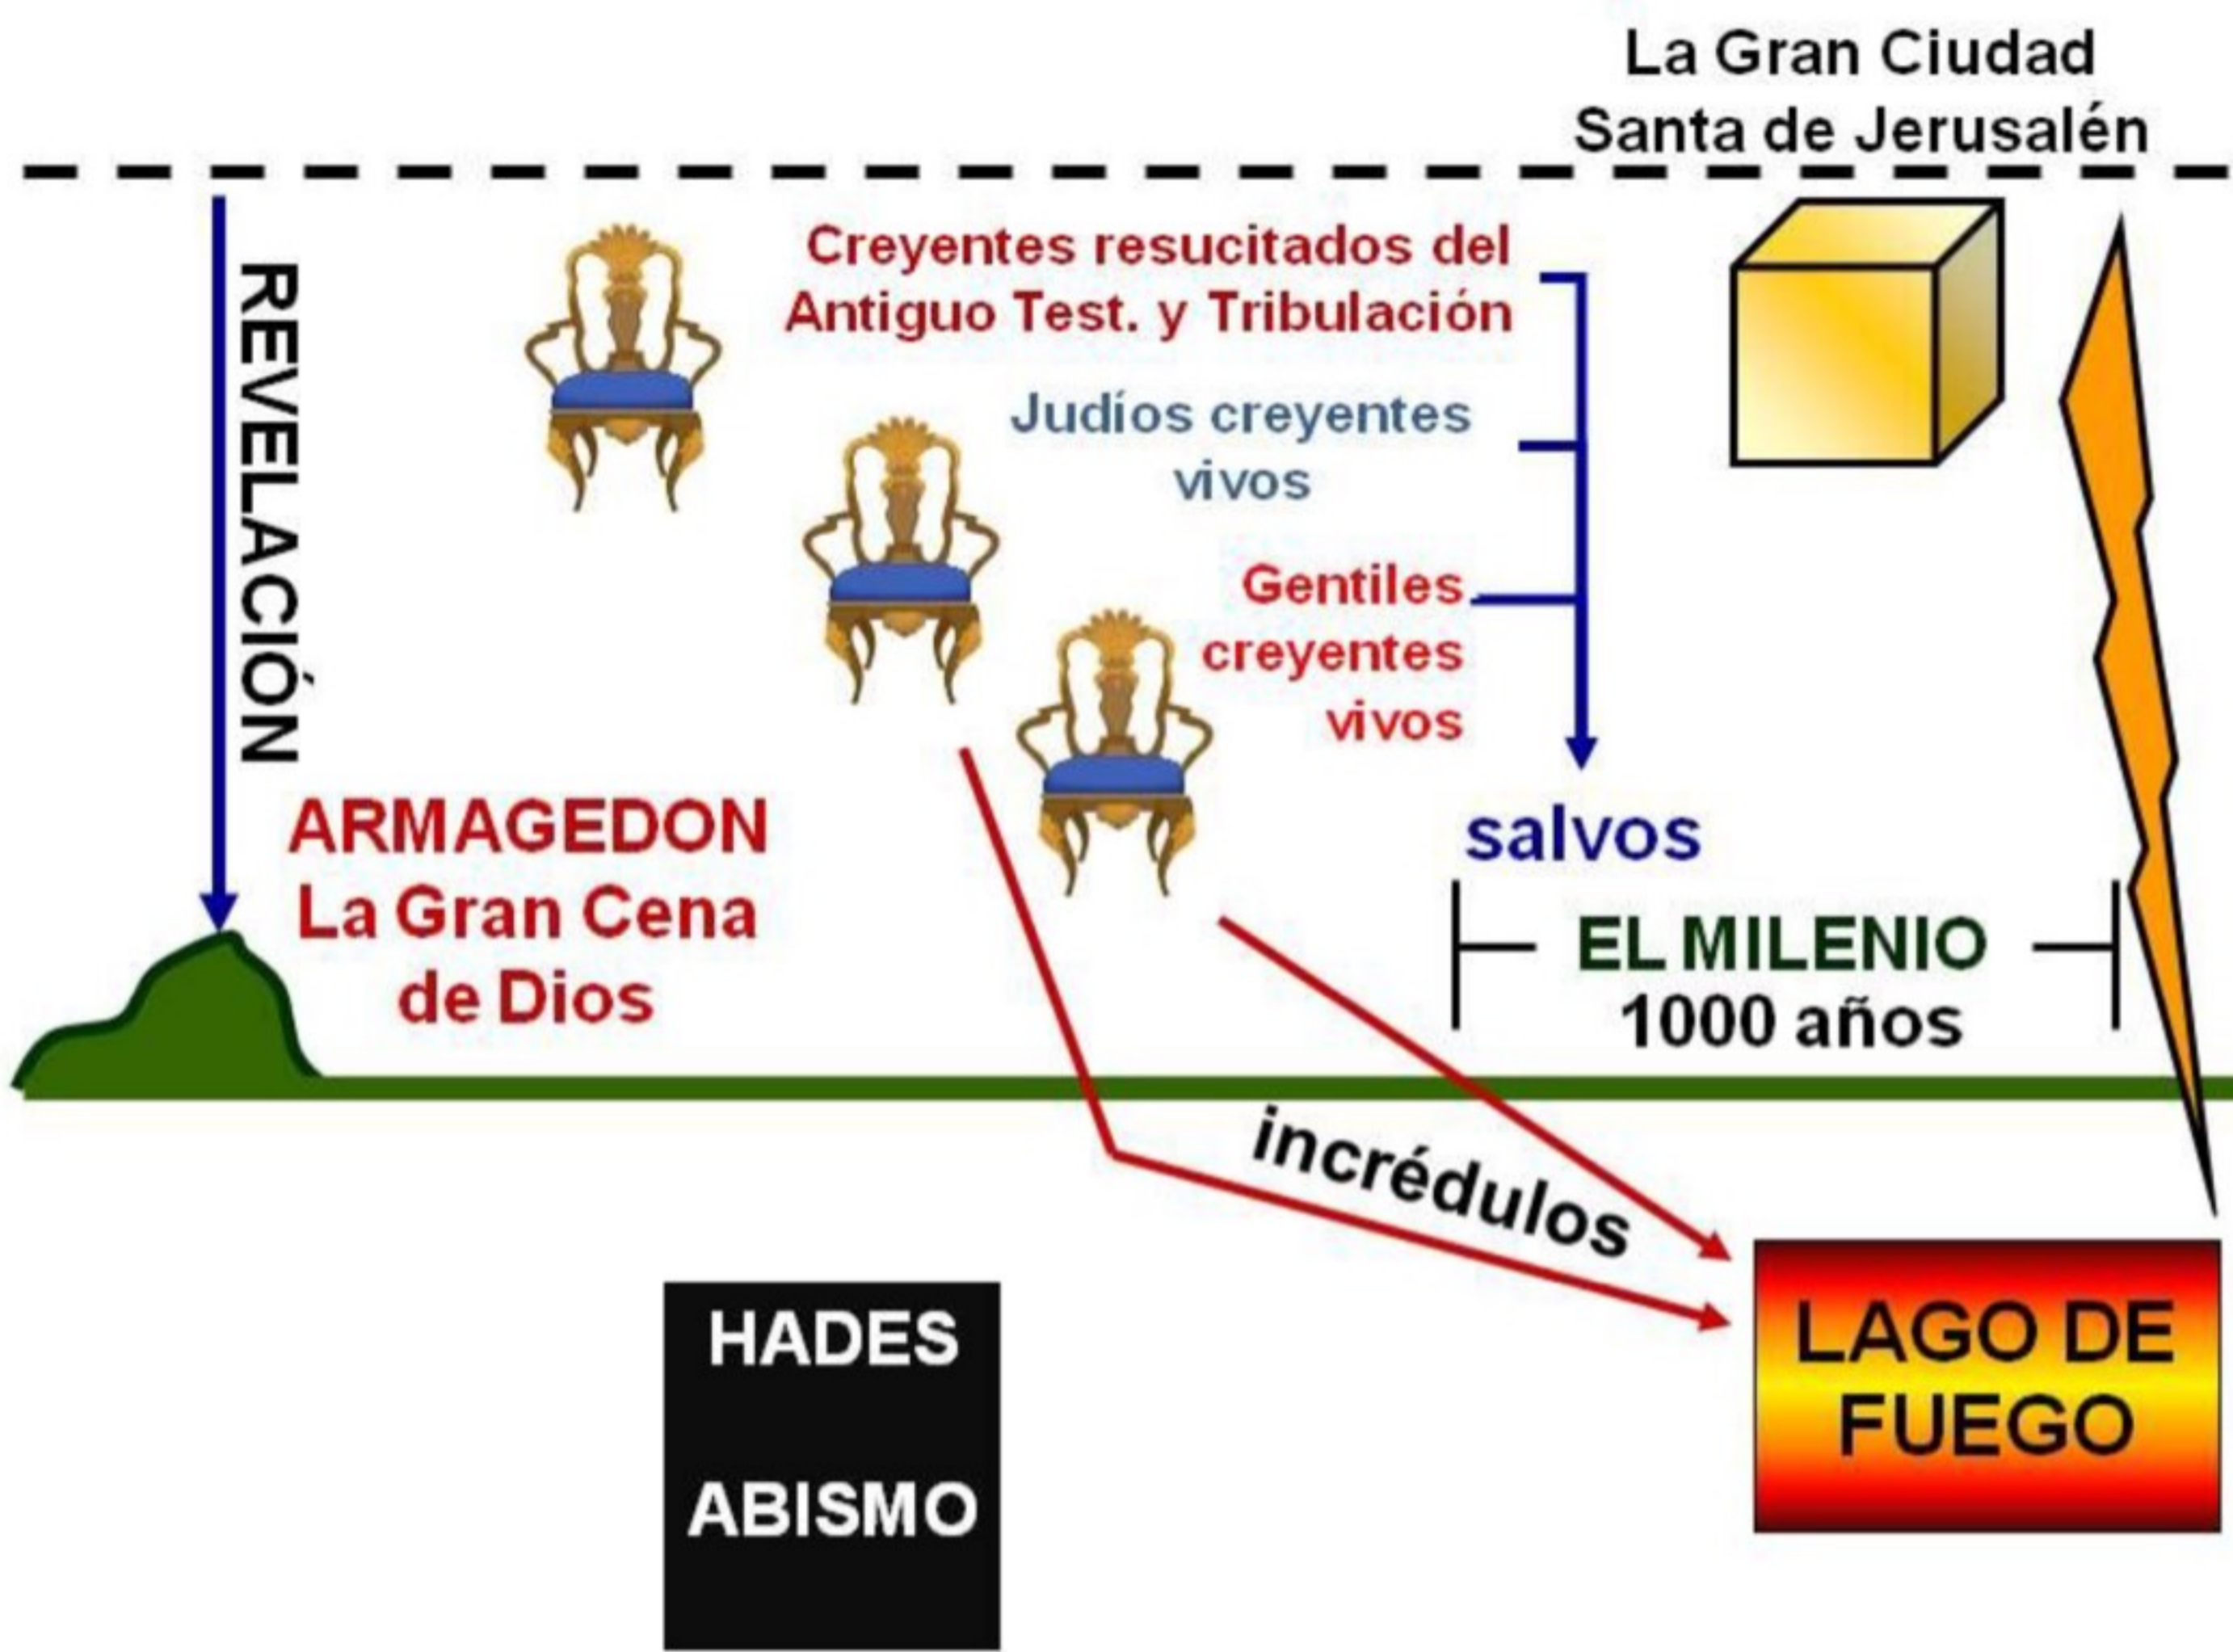 La Gran Ciudad
Santa de Jerusalén
REVELACIÓN
Creyentes resucitados del
Antiguo Test. y Tribulación
Judíos creyentes
vivos
Gentiles
creyentes
vivos
ARMAGEDON
La Gran Cena
de Dios
salvos
EL MILENIO
1000 años
incrédulos
HADES
ABISMO
LAGO DE
FUEGO